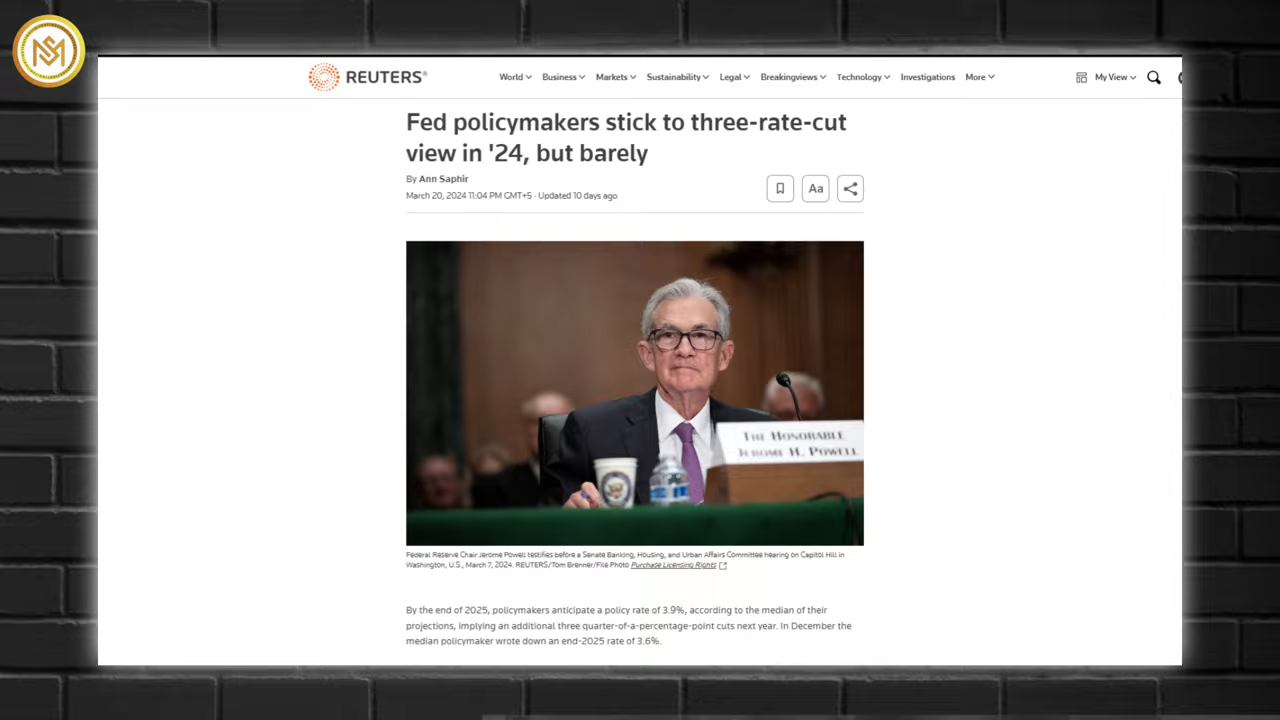 SM
REUTERS®
World Business Markets Sustainability Legal Breakingviews Technology Investigations More My View
Fed policymakers stick to three-rate-cut
view in '24, but barely
By Ann Saphir
March 20, 2024 11:04 PM GMT+5 · Updated 10 days ago
Aa
THE HONORABLE
JEROME H. POWELL
Federal Reserve Chair Jerome Powell testifies before a Senate Banking, Housing, and Urban Affairs Committee hearing on Capitol Hill in
Washington, U.S., March 7, 2024. REUTERS/Tom Brenner/File Photo Purchase Licensing Rights
By the end of 2025, policymakers anticipate a policy rate of 3.9%, according to the median of their
projections, implying an additional three quarter-of-a-percentage-point cuts next year. In December the
median policymaker wrote down an end-2025 rate of 3.6%.